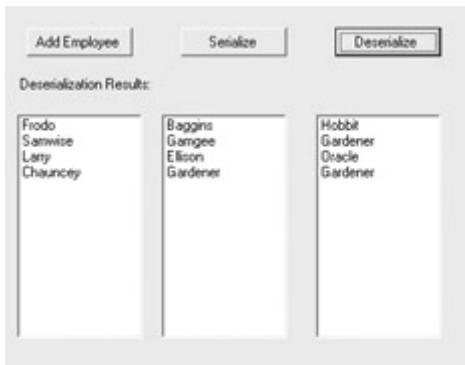 Add Employee
Serialize
Deserialize
Deserialization Results:
Frodo
Samwise
Larry
Chauncey
Baggins
Gamgee
Ellison
Gardener
Hobbit
Gardener
Oracle
Gardener